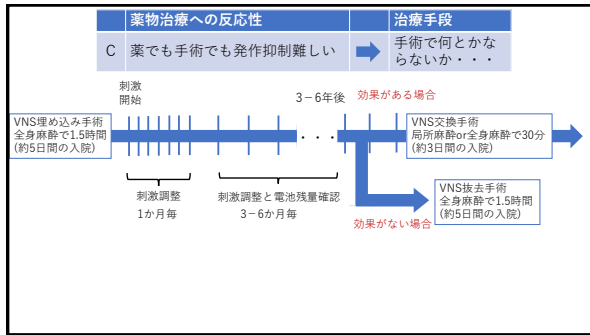 薬物治療への反応性
治療手段
C
薬でも手術でも発作抑制難しい
手術で何とかな
らないか・・・
刺激
開始
3－6年後
効果がある場合
VNS埋め込み手術
全身麻酔で1.5時間
(約5日間の入院)
・・・
VNS交換手術
局所麻酔or全身麻酔で30分
(約3日間の入院)
刺激調整
1か月毎
刺激調整と電池残量確認
3－6か月毎
VNS抜去手術
全身麻酔で1.5時間
(約5日間の入院)
効果がない場合